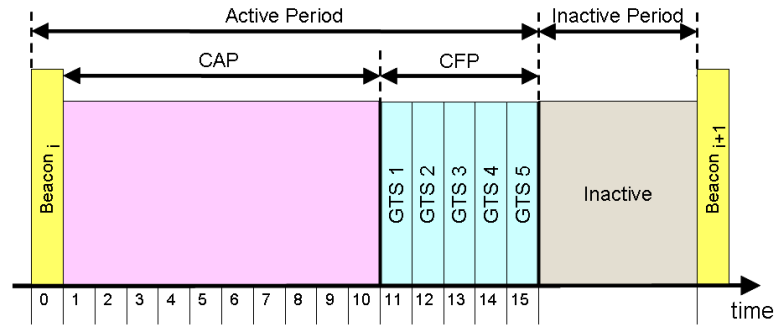 Active Period Inactive Period
CAP CFP
Beacon i
GTS 1
GTS 2
GTS 3
GTS 4
GTS 5
Inactive
Beacon i+1
0 1 2 3 4 5 6 7 8 9 10 11 12 13 14 15
time